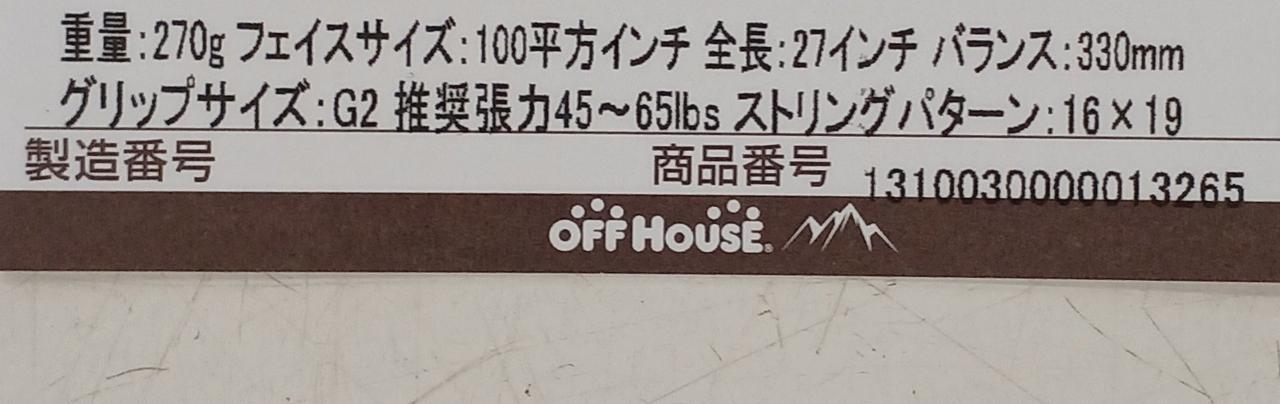 重量:270g フェイスサイズ:100平方インチ 全長:27インチ バランス:330mm
グリップサイズ:G2 推奨張力45～65lbs ストリングパターン:16×19
製造番号 商品番号 1310030000013265
OFF HOUSE®